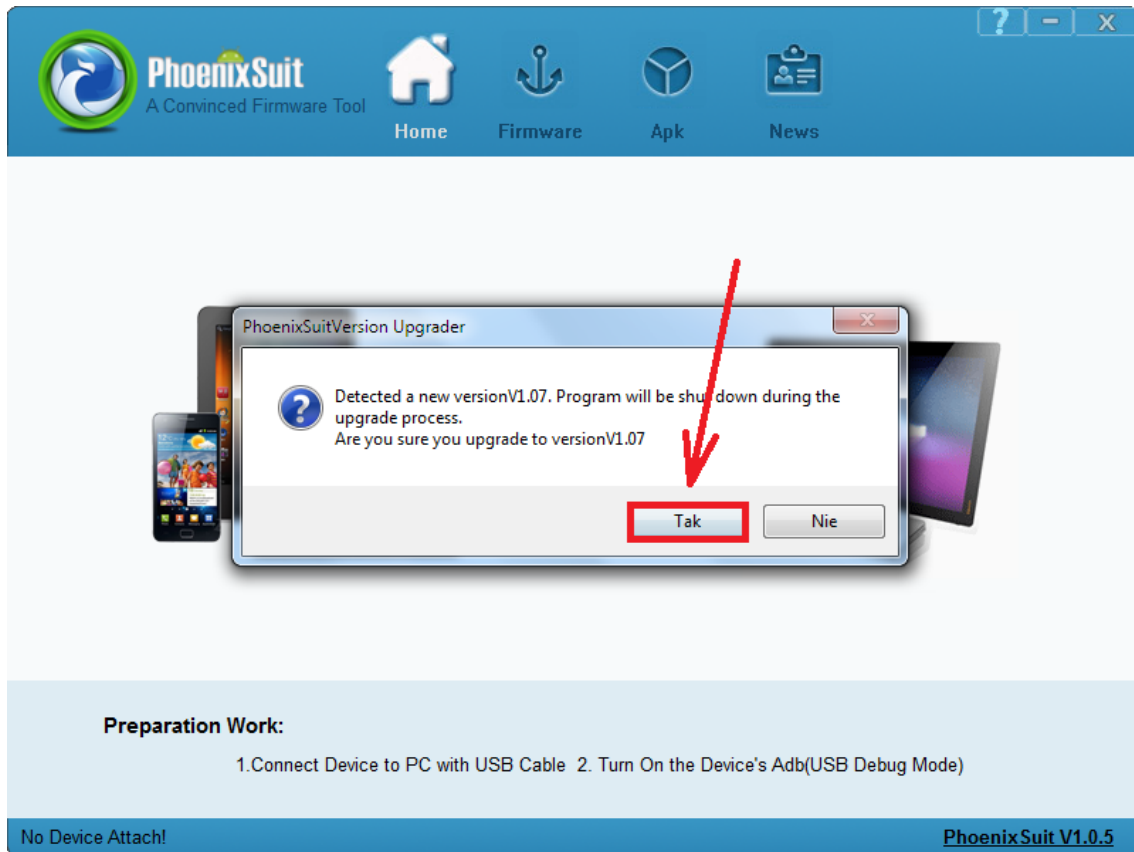 ?
-
X
PhoenixSuit
A Convinced Firmware Tool
Home
Firmware
Apk
News
PhoenixSuitVersion Upgrader
Detected a new versionV1.07. Program will be shut down during the
upgrade process.
Are you sure you upgrade to versionV1.07
Tak
Nie
Preparation Work:
1.Connect Device to PC with USB Cable 2. Turn On the Device's Adb(USB Debug Mode)
No Device Attach!
PhoenixSuit V1.0.5